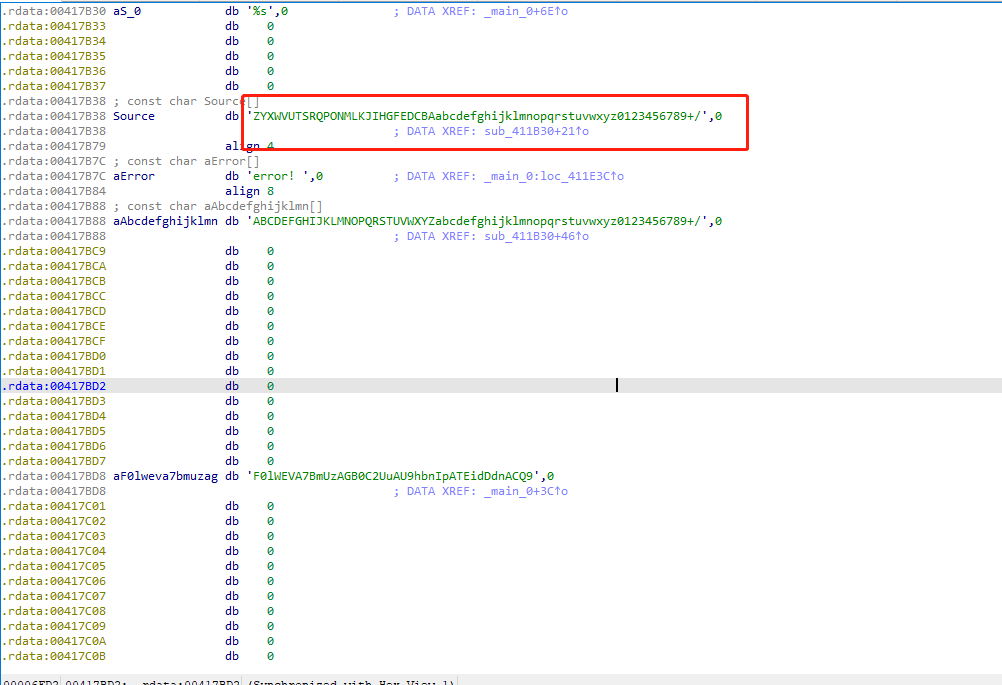 .rdata:00417B30 aS_0 db '%s',0 ; DATA XREF: _main_0+6E↑o
.rdata:00417B33 db 0
.rdata:00417B34 db 0
.rdata:00417B35 db 0
.rdata:00417B36 db 0
.rdata:00417B37 db 0
.rdata:00417B38 ; const char Source[]
.rdata:00417B38 Source db 'ZYXWVUTSRQPONMLKJIHGFEDCBAabcdefghijklmnopqrstuvwxyz0123456789+/',0
.rdata:00417B38 ; DATA XREF: sub_411B30+21↑o
.rdata:00417B79 align 4
.rdata:00417B7C ; const char aError[]
.rdata:00417B7C aError db 'error! ',0 ; DATA XREF: _main_0:loc_411E3C↑o
.rdata:00417B84 align 8
.rdata:00417B88 ; const char aAbcdefghijklmn[]
.rdata:00417B88 aAbcdefghijklmn db 'ABCDEFGHIJKLMNOPQRSTUVWXYZabcdefghijklmnopqrstuvwxyz0123456789+/',0
.rdata:00417B88 ; DATA XREF: sub_411B30+46↑o
.rdata:00417BC9 db 0
.rdata:00417BCA db 0
.rdata:00417BCB db 0
.rdata:00417BCC db 0
.rdata:00417BCD db 0
.rdata:00417BCE db 0
.rdata:00417BCF db 0
.rdata:00417BD0 db 0
.rdata:00417BD1 db 0
.rdata:00417BD2 db 0
.rdata:00417BD3 db 0
.rdata:00417BD4 db 0
.rdata:00417BD5 db 0
.rdata:00417BD6 db 0
.rdata:00417BD7 db 0
.rdata:00417BD8 aF0lweva7bmuzag db 'F0lWEVA7BmUzAGB0C2UuAU9hbnIpATEidDdnACQ9',0
.rdata:00417BD8 ; DATA XREF: _main_0+3C↑o
.rdata:00417C01 db 0
.rdata:00417C02 db 0
.rdata:00417C03 db 0
.rdata:00417C04 db 0
.rdata:00417C05 db 0
.rdata:00417C06 db 0
.rdata:00417C07 db 0
.rdata:00417C08 db 0
.rdata:00417C09 db 0
.rdata:00417C0A db 0
.rdata:00417C0B db 0